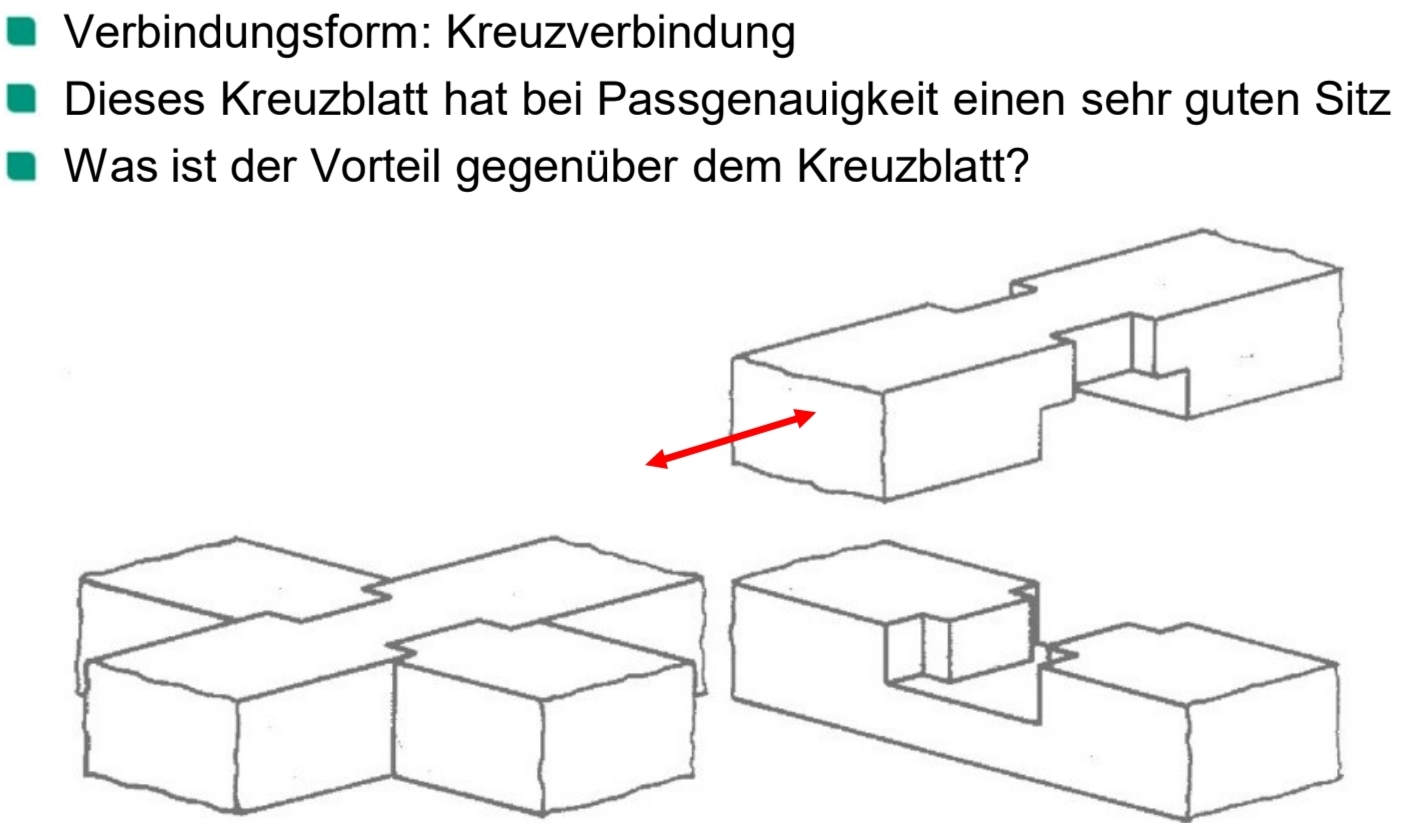 Verbindungsform: Kreuzverbindung
Dieses Kreuzblatt hat bei Passgenauigkeit einen sehr guten Sitz
Was ist der Vorteil gegenüber dem Kreuzblatt?